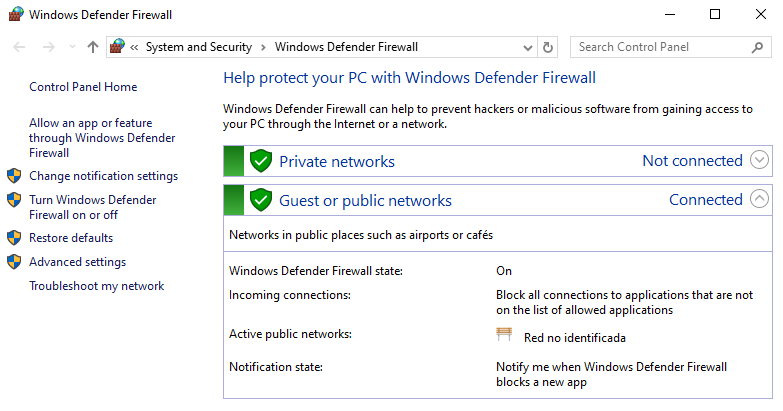 Windows Defender Firewall
« System and Security > Windows Defender Firewall
Search Control Panel
Control Panel Home
Allow an app or feature
through Windows Defender
Firewall
Change notification settings
Turn Windows Defender
Firewall on or off
Restore defaults
Advanced settings
Troubleshoot my network
Help protect your PC with Windows Defender Firewall
Windows Defender Firewall can help to prevent hackers or malicious software from gaining access to
your PC through the Internet or a network.
Private networks Not connected
Guest or public networks Connected
Networks in public places such as airports or cafés
Windows Defender Firewall state: On
Incoming connections: Block all connections to applications that are not
on the list of allowed applications
Active public networks: Red no identificada
Notification state: Notify me when Windows Defender Firewall
blocks a new app